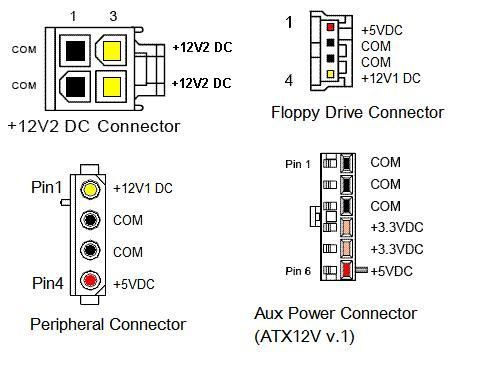 1 3
COM +12V2 DC
COM +12V2 DC
+12V2 DC Connector
1 +5VDC
COM
COM
4 +12V1 DC
Floppy Drive Connector
Pin1 +12V1 DC
COM
COM
Pin4 +5VDC
Peripheral Connector
Pin 1 COM
COM
COM
+3.3VDC
+3.3VDC
Pin 6 +5VDC
Aux Power Connector
(ATX12V v.1)